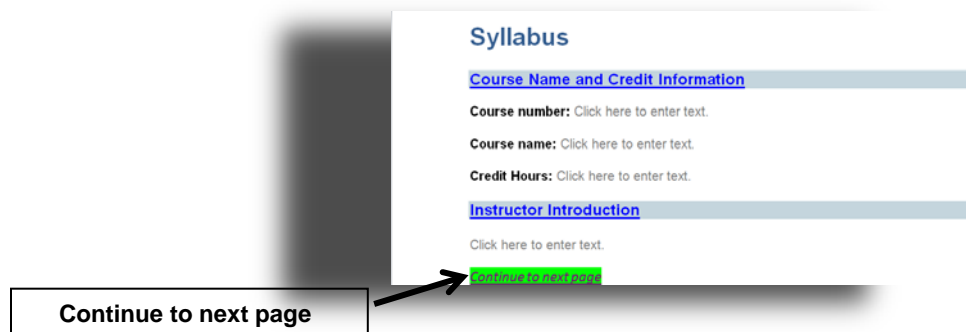 Syllabus
Course Name and Credit Information
Course number: Click here to enter text.
Course name: Click here to enter text.
Credit Hours: Click here to enter text.
Instructor Introduction
Click here to enter text.
Continue to next page
Continue to next page